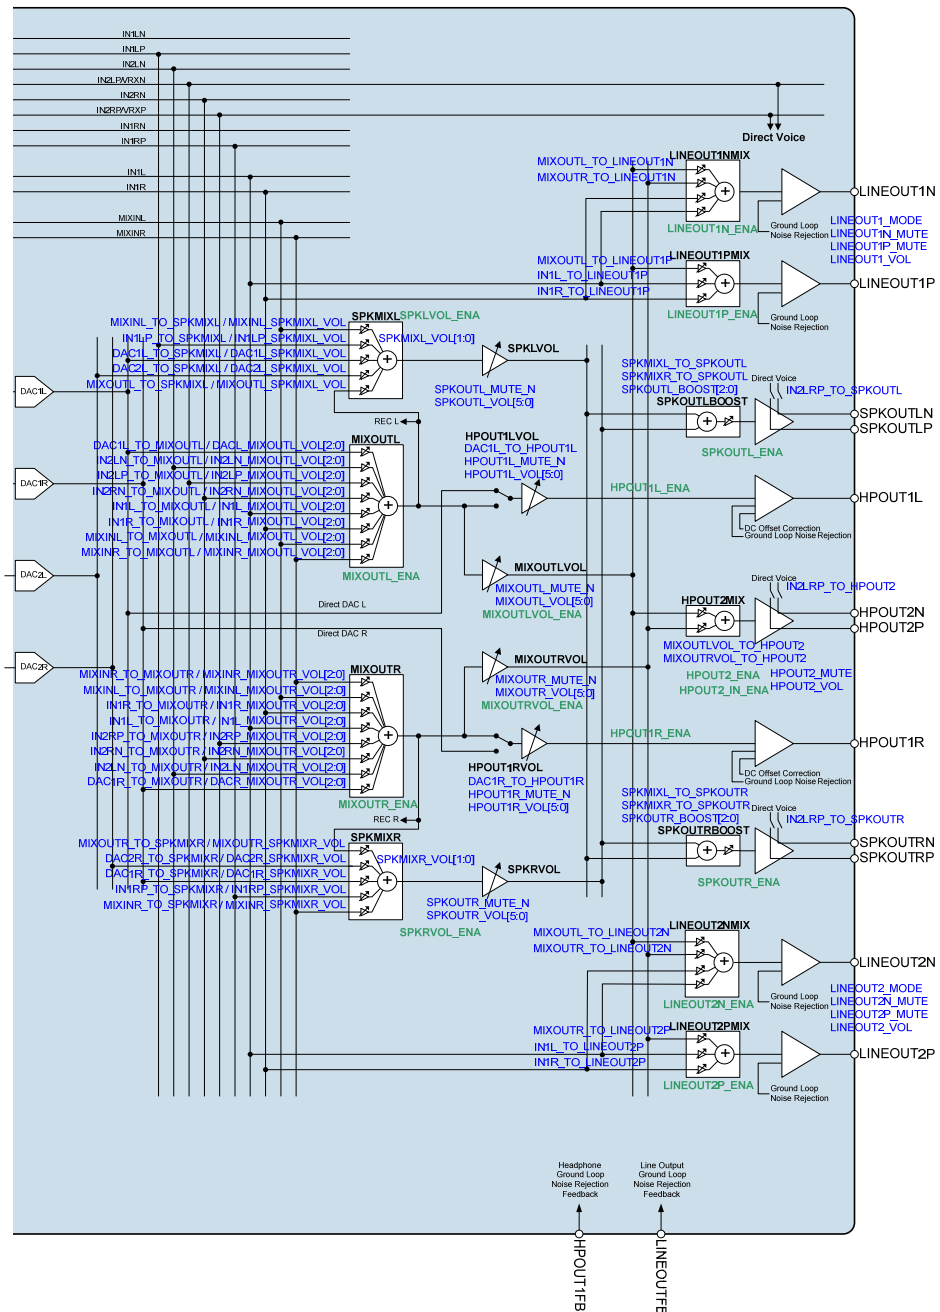 IN1LN
IN1LP
IN2LN
IN2LP/VRXN
IN2RN
IN2RP/VRXP
IN1RN
IN1RP
IN1L
IN1R
MIXINL
MIXINR
Direct Voice
MIXOUTL_TO_LINEOUT1N
MIXOUTR_TO_LINEOUT1N
LINEOUT1NMIX
LINEOUT1N_ENA
Ground Loop
Noise Rejection
LINEOUT1N
LINEOUT1_MODE
LINEOUT1N_MUTE
LINEOUT1P_MUTE
LINEOUT1_VOL
MIXOUTL_TO_LINEOUT1P
IN1L_TO_LINEOUT1P
IN1R_TO_LINEOUT1P
LINEOUT1PMIX
LINEOUT1P_ENA
Ground Loop
Noise Rejection
LINEOUT1P
MIXINL_TO_SPKMIXL / MIXINL_SPKMIXL_VOL
IN1LP_TO_SPKMIXL / IN1LP_SPKMIXL_VOL
DAC1L_TO_SPKMIXL / DAC1L_SPKMIXL_VOL
DAC2L_TO_SPKMIXL / DAC2L_SPKMIXL_VOL
MIXOUTL_TO_SPKMIXL / MIXOUTL_SPKMIXL_VOL
SPKMIXL
SPKLVOL_ENA
SPKMIXL_VOL[1:0]
SPKLVOL
SPKOUTL_MUTE_N
SPKOUTL_VOL[5:0]
SPKMIXL_TO_SPKOUTL
SPKMIXR_TO_SPKOUTL
SPKOUTL_BOOST[2:0]
SPKOUTLBOOST
SPKOUTL_ENA
Direct Voice
IN2LRP_TO_SPKOUTL
SPKOUTLN
SPKOUTLP
DAC1L
REC L
DAC1L_TO_MIXOUTL / DACL_MIXOUTL_VOL[2:0]
IN2LN_TO_MIXOUTL / IN2LN_MIXOUTL_VOL[2:0]
IN2LP_TO_MIXOUTL / IN2LP_MIXOUTL_VOL[2:0]
IN2RN_TO_MIXOUTL / IN2RN_MIXOUTL_VOL[2:0]
IN1L_TO_MIXOUTL / IN1L_MIXOUTL_VOL[2:0]
IN1R_TO_MIXOUTL / IN1R_MIXOUTL_VOL[2:0]
MIXINL_TO_MIXOUTL / MIXINL_MIXOUTL_VOL[2:0]
MIXINR_TO_MIXOUTL / MIXINR_MIXOUTL_VOL[2:0]
MIXOUTL
MIXOUTL_ENA
DAC1R
HPOUT1LVOL
DAC1L_TO_HPOUT1L
HPOUT1L_MUTE_N
HPOUT1L_VOL[5:0]
HPOUT1L_ENA
DC Offset Correction
Ground Loop Noise Rejection
HPOUT1L
MIXOUTLVOL
MIXOUTL_MUTE_N
MIXOUTL_VOL[5:0]
MIXOUTLVOL_ENA
DAC2L
Direct DAC L
Direct DAC R
HPOUT2MIX
Direct Voice
IN2LRP_TO_HPOUT2
HPOUT2N
HPOUT2P
MIXOUTLVOL_TO_HPOUT2
MIXOUTRVOL_TO_HPOUT2
HPOUT2_ENA
HPOUT2_IN_ENA
HPOUT2_MUTE
HPOUT2_VOL
DAC2R
MIXINR_TO_MIXOUTR / MIXINR_MIXOUTR_VOL[2:0]
MIXINL_TO_MIXOUTR / MIXINL_MIXOUTR_VOL[2:0]
IN1R_TO_MIXOUTR / IN1R_MIXOUTR_VOL[2:0]
IN1L_TO_MIXOUTR / IN1L_MIXOUTR_VOL[2:0]
IN2RP_TO_MIXOUTR / IN2RP_MIXOUTR_VOL[2:0]
IN2RN_TO_MIXOUTR / IN2RN_MIXOUTR_VOL[2:0]
IN2LN_TO_MIXOUTR / IN2LN_MIXOUTR_VOL[2:0]
DAC1R_TO_MIXOUTR / DACR_MIXOUTR_VOL[2:0]
MIXOUTR
MIXOUTR_ENA
MIXOUTRVOL
MIXOUTR_MUTE_N
MIXOUTR_VOL[5:0]
MIXOUTRVOL_ENA
HPOUT1RVOL
DAC1R_TO_HPOUT1R
HPOUT1R_MUTE_N
HPOUT1R_VOL[5:0]
HPOUT1R_ENA
DC Offset Correction
Ground Loop Noise Rejection
HPOUT1R
REC R
MIXOUTR_TO_SPKMIXR / MIXOUTR_SPKMIXR_VOL
DAC2R_TO_SPKMIXR / DAC2R_SPKMIXR_VOL
DAC1R_TO_SPKMIXR / DAC1R_SPKMIXR_VOL
IN1RP_TO_SPKMIXR / IN1RP_SPKMIXR_VOL
MIXINR_TO_SPKMIXR / MIXINR_SPKMIXR_VOL
SPKMIXR
SPKMIXR_VOL[1:0]
SPKRVOL
SPKOUTR_MUTE_N
SPKOUTR_VOL[5:0]
SPKRVOL_ENA
SPKMIXL_TO_SPKOUTR
SPKMIXR_TO_SPKOUTR
SPKOUTR_BOOST[2:0]
SPKOUTRBOOST
SPKOUTR_ENA
Direct Voice
IN2LRP_TO_SPKOUTR
SPKOUTRN
SPKOUTRP
MIXOUTL_TO_LINEOUT2N
MIXOUTR_TO_LINEOUT2N
LINEOUT2NMIX
LINEOUT2N_ENA
Ground Loop
Noise Rejection
LINEOUT2N
LINEOUT2_MODE
LINEOUT2N_MUTE
LINEOUT2P_MUTE
LINEOUT2_VOL
MIXOUTR_TO_LINEOUT2P
IN1L_TO_LINEOUT2P
IN1R_TO_LINEOUT2P
LINEOUT2PMIX
LINEOUT2P_ENA
Ground Loop
Noise Rejection
LINEOUT2P
Headphone
Ground Loop
Noise Rejection
Feedback
Line Output
Ground Loop
Noise Rejection
Feedback
HPOUT1FB
LINEOUTFB